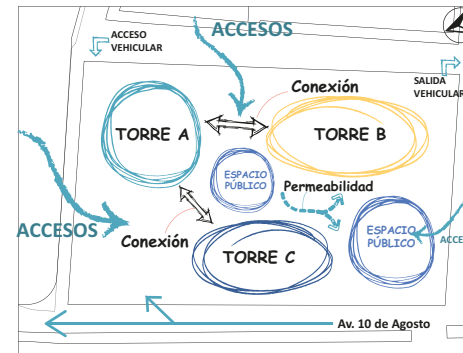 ACCESO
VEHICULAR
ACCESOS
SALIDA
VEHICULAR
Conexión
TORRE A
TORRE B
ESPACIO
PÚBLICO
Permeabilidad
ACCESOS
Conexión
TORRE C
ESPACIO
PÚBLICO
ACCE
Av. 10 de Agosto